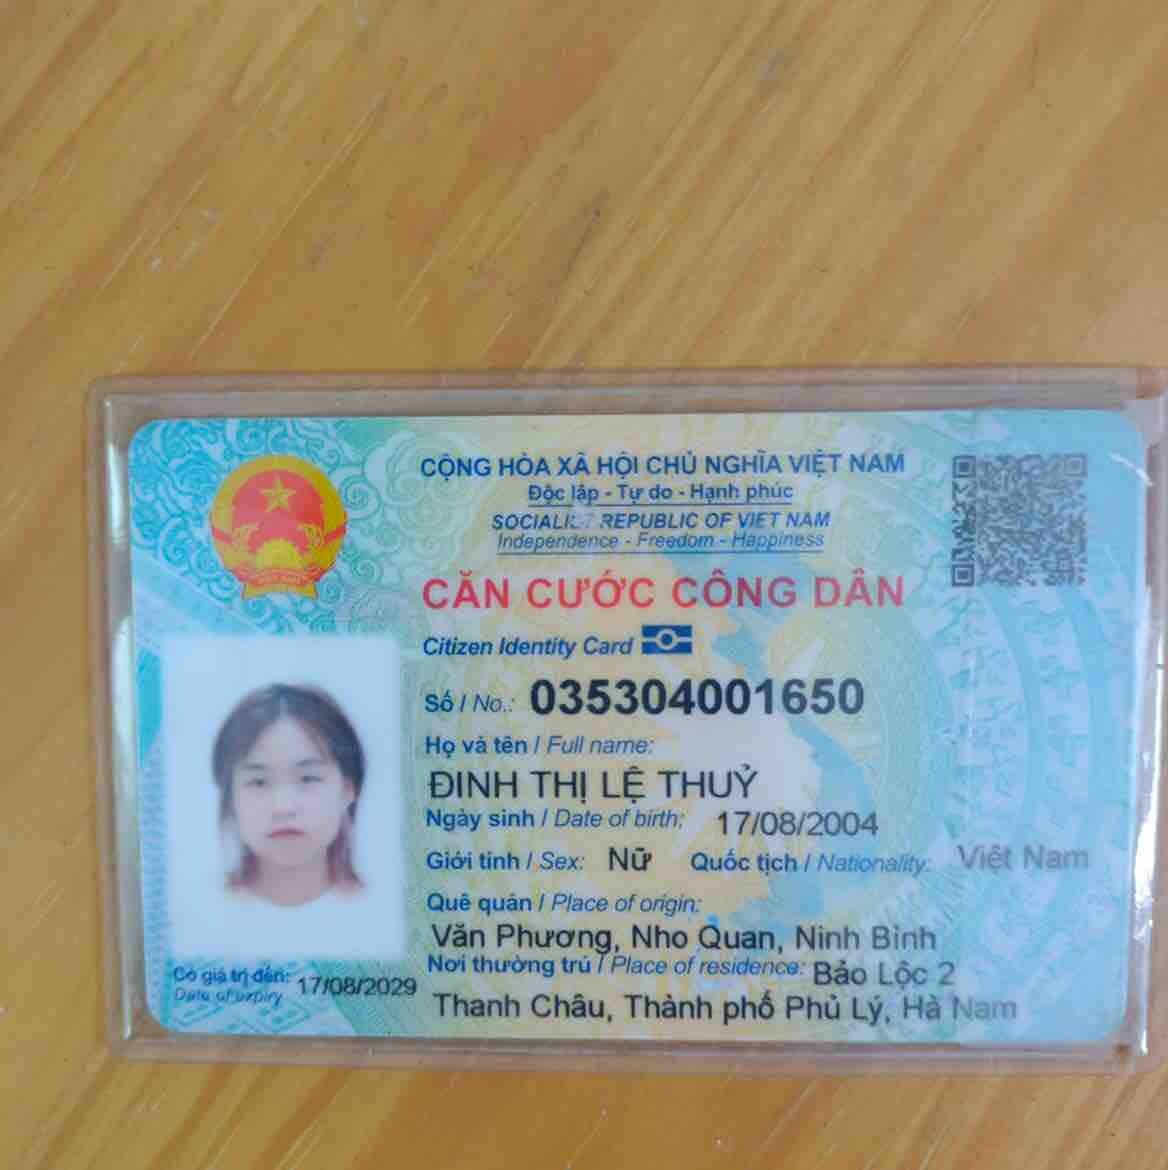 CỘNG HÒA XÃ HỘI CHỦ NGHĨA VIỆT NAM
Độc lập - Tự do - Hạnh phúc
SOCIALIST REPUBLIC OF VIET NAM
Independence - Freedom - Happiness
CĂN CƯỚC CÔNG DÂN
Citizen Identity Card
Số / No.: 035304001650
Họ và tên / Full name:
ĐINH THỊ LỆ THUỶ
Ngày sinh / Date of birth: 17/08/2004
Giới tính / Sex: Nữ Quốc tịch / Nationality: Việt Nam
Quê quán / Place of origin:
Văn Phương, Nho Quan, Ninh Bình
Nơi thường trú / Place of residence: Bảo Lộc 2
Thanh Châu, Thành phố Phủ Lý, Hà Nam
Có giá trị đến: 17/08/2029
Date of expiry